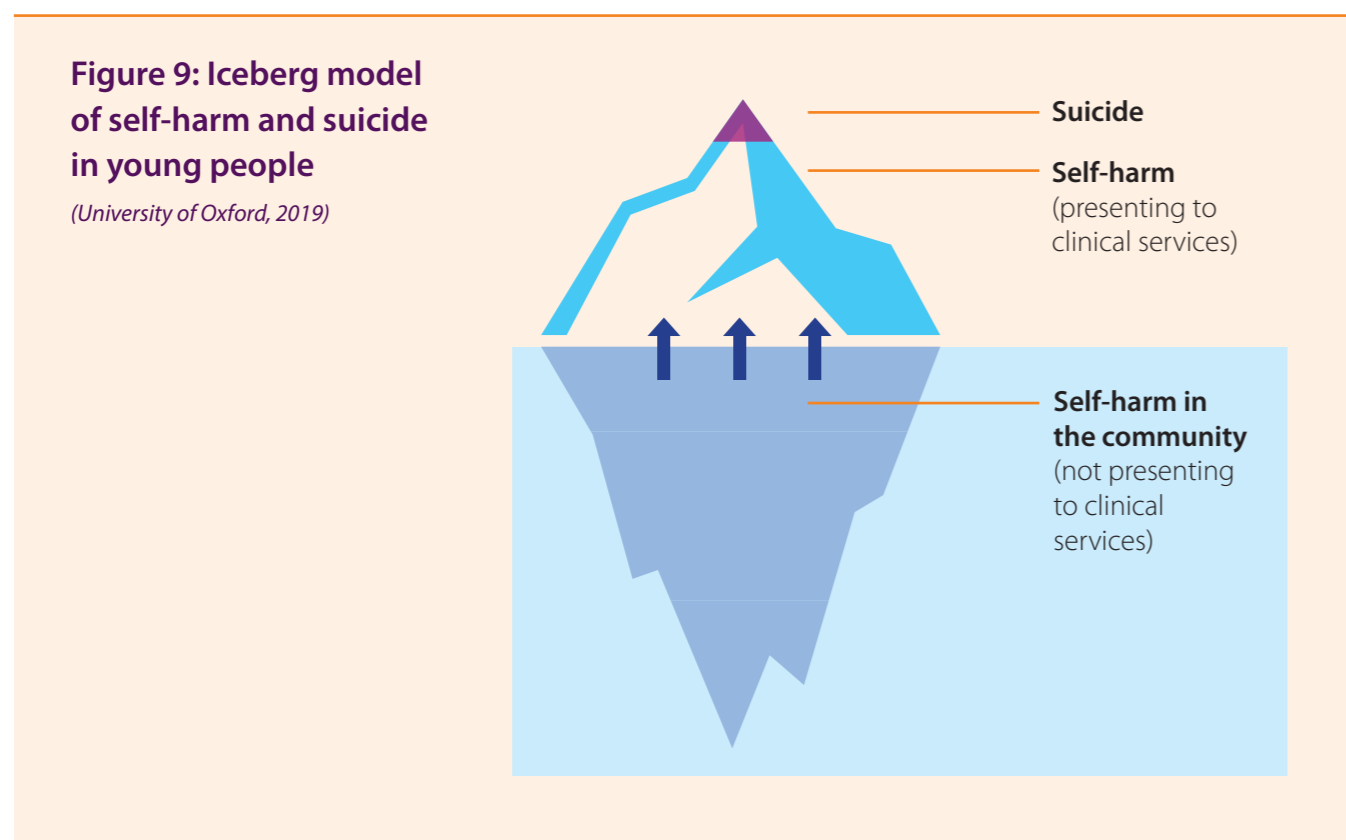 Figure 9: Iceberg model
of self-harm and suicide
in young people
(University of Oxford, 2019)
Suicide
Self-harm
(presenting to
clinical services)
Self-harm in
the community
(not presenting
to clinical
services)